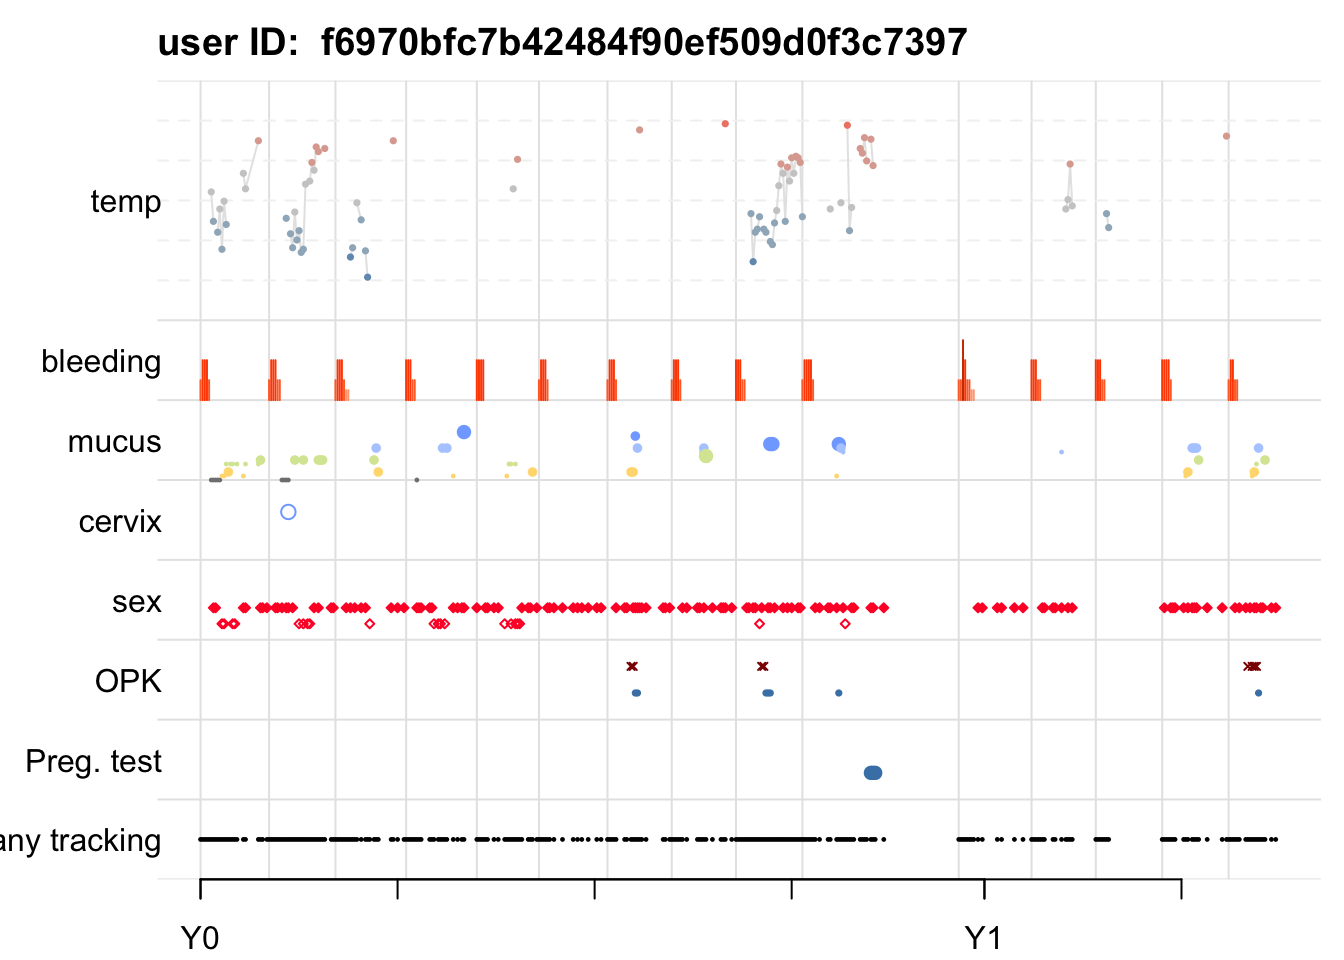 user ID:  f6970bfc7b42484f90ef509d0f3c7397
temp
bleeding
mucus
cervix
sex
OPK
Preg. test
any tracking
Y0
Y1